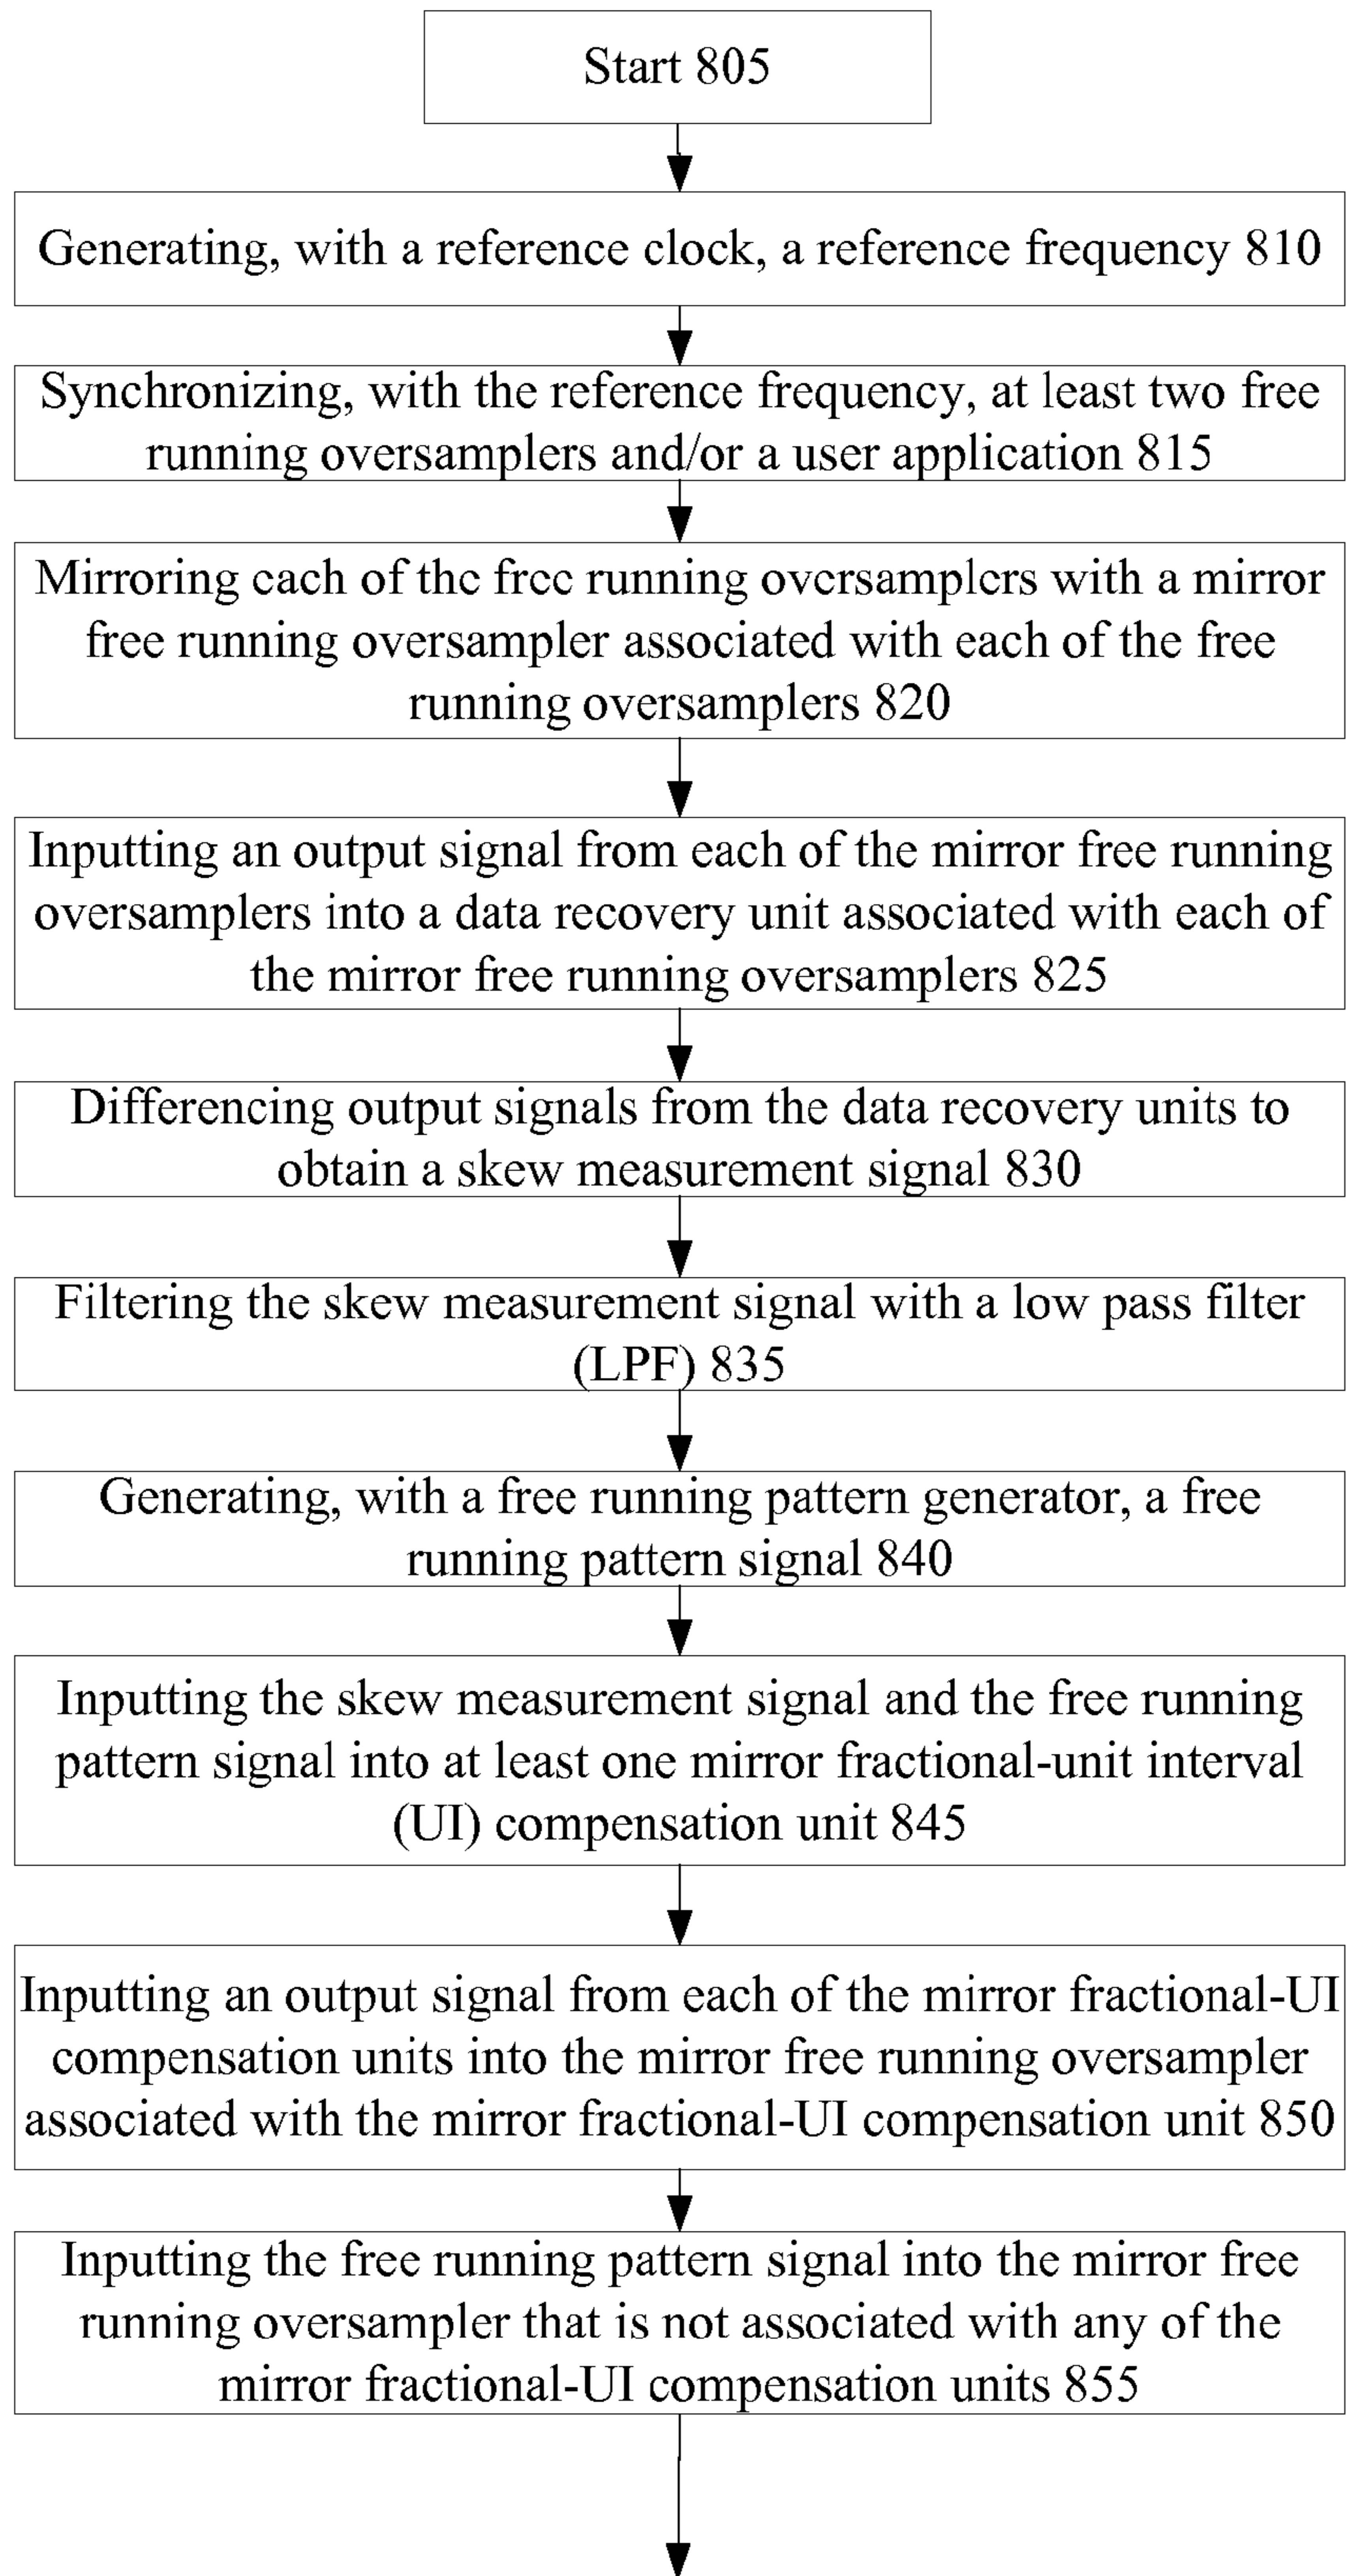 Start 805
Generating, with a reference clock, a reference frequency 810
Synchronizing, with the reference frequency, at least two free
running oversamplers and/or a user application 815
Mirroring each of the free running oversamplers with a mirror
free running oversampler associated with each of the free
running oversamplers 820
Inputting an output signal from each of the mirror free running
oversamplers into a data recovery unit associated with each of
the mirror free running oversamplers 825
Differencing output signals from the data recovery units to
obtain a skew measurement signal 830
Filtering the skew measurement signal with a low pass filter
(LPF) 835
Generating, with a free running pattern generator, a free
running pattern signal 840
Inputting the skew measurement signal and the free running
pattern signal into at least one mirror fractional-unit interval
(UI) compensation unit 845
Inputting an output signal from each of the mirror fractional-UI
compensation units into the mirror free running oversampler
associated with the mirror fractional-UI compensation unit 850
Inputting the free running pattern signal into the mirror free
running oversampler that is not associated with any of the
mirror fractional-UI compensation units 855